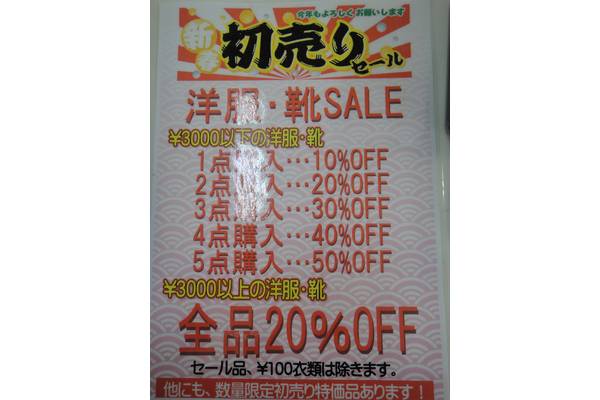 今年もよろしくお願いします
新春
初売りセール
洋服・靴SALE
¥3000以下の洋服・靴
1点購入…10%OFF
2点購入…20%OFF
3点購入…30%OFF
4点購入…40%OFF
5点購入…50%OFF
¥3000以上の洋服・靴
全品20%OFF
セール品、¥100衣類は除きます。
他にも、数量限定初売り特価品あります!